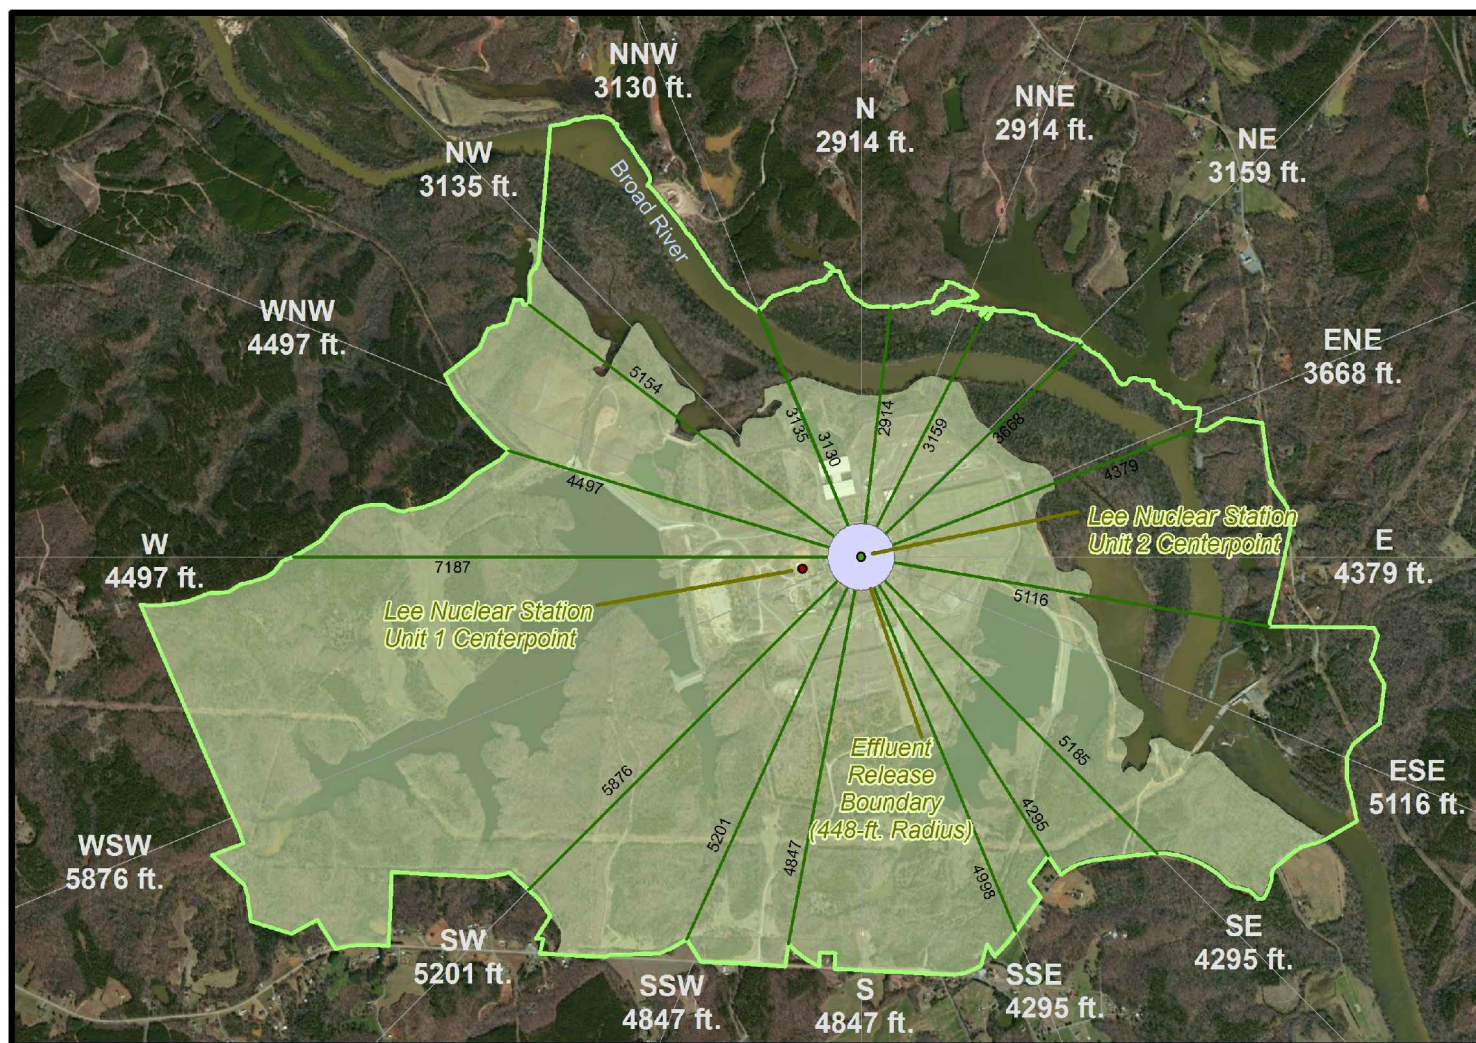 NNW
3130 ft.
N
2914 ft.
NNE
2914 ft.
NE
3159 ft.
NW
3135 ft.
Broad River
WNW
4497 ft.
ENE
3668 ft.
5154
3135
3130
2914
3159
3668
4379
4497
Lee Nuclear Station
Unit 2 Centerpoint
W
4497 ft.
E
4379 ft.
7187
5116
Lee Nuclear Station
Unit 1 Centerpoint
Effluent
Release
Boundary
(448-ft. Radius)
5185
ESE
5116 ft.
5876
5201
4847
4295
4998
WSW
5876 ft.
SW
5201 ft.
SSW
4847 ft.
S
4847 ft.
SSE
4295 ft.
SE
4295 ft.